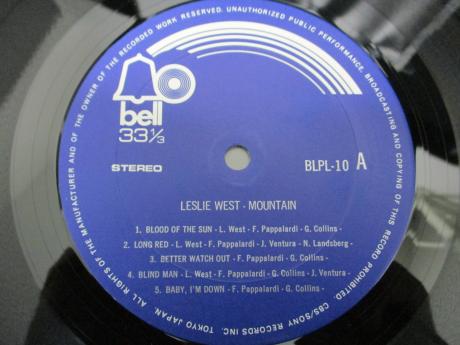 ALL RIGHTS OF THE MANUFACTURER AND OF THE OWNER OF THE RECORDED WORK RESERVED. UNAUTHORIZED PUBLIC PERFORMANCE, BROADCASTING AND COPYING OF THIS RECORD PROHIBITED.
bell
33 1/3
STEREO
BLPL-10 A
LESLIE WEST - MOUNTAIN
1. BLOOD OF THE SUN - L. West - F. Pappalardi - G. Collins -
2. LONG RED - L. West - F. Pappalardi - J. Ventura - N. Landsberg -
3. BETTER WATCH OUT - F. Pappalardi - G. Collins -
4. BLIND MAN - L. West - F. Pappalardi - G. Collins - J. Ventura -
5. BABY, I'M DOWN - F. Pappalardi - G. Collins -
CBS/SONY RECORDS INC. TOKYO JAPAN.